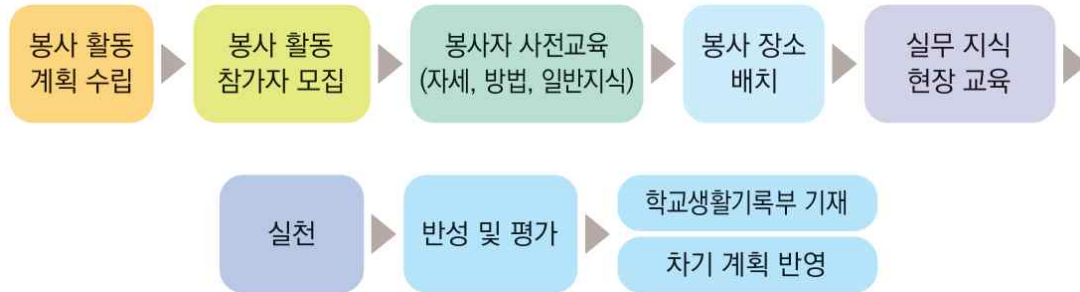 봉사 활동
계획 수립
봉사 활동
참가자 모집
봉사자 사전교육
(자세, 방법, 일반지식)
봉사 장소
배치
실무 지식
현장 교육
실천
반성 및 평가
학교생활기록부 기재
차기 계획 반영